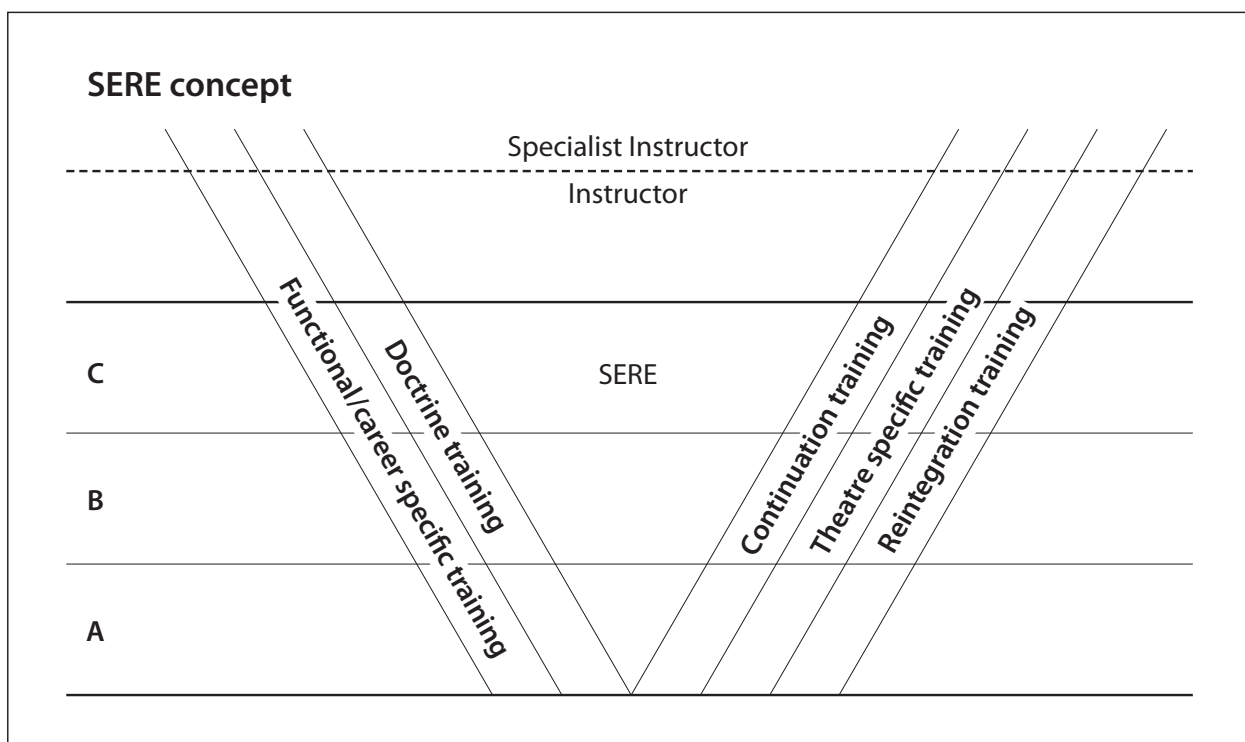 SERE concept
Specialist Instructor
Instructor
Functional/career specific training
Doctrine training
C
SERE
Continuation training
Theatre specific training
Reintegration training
B
A